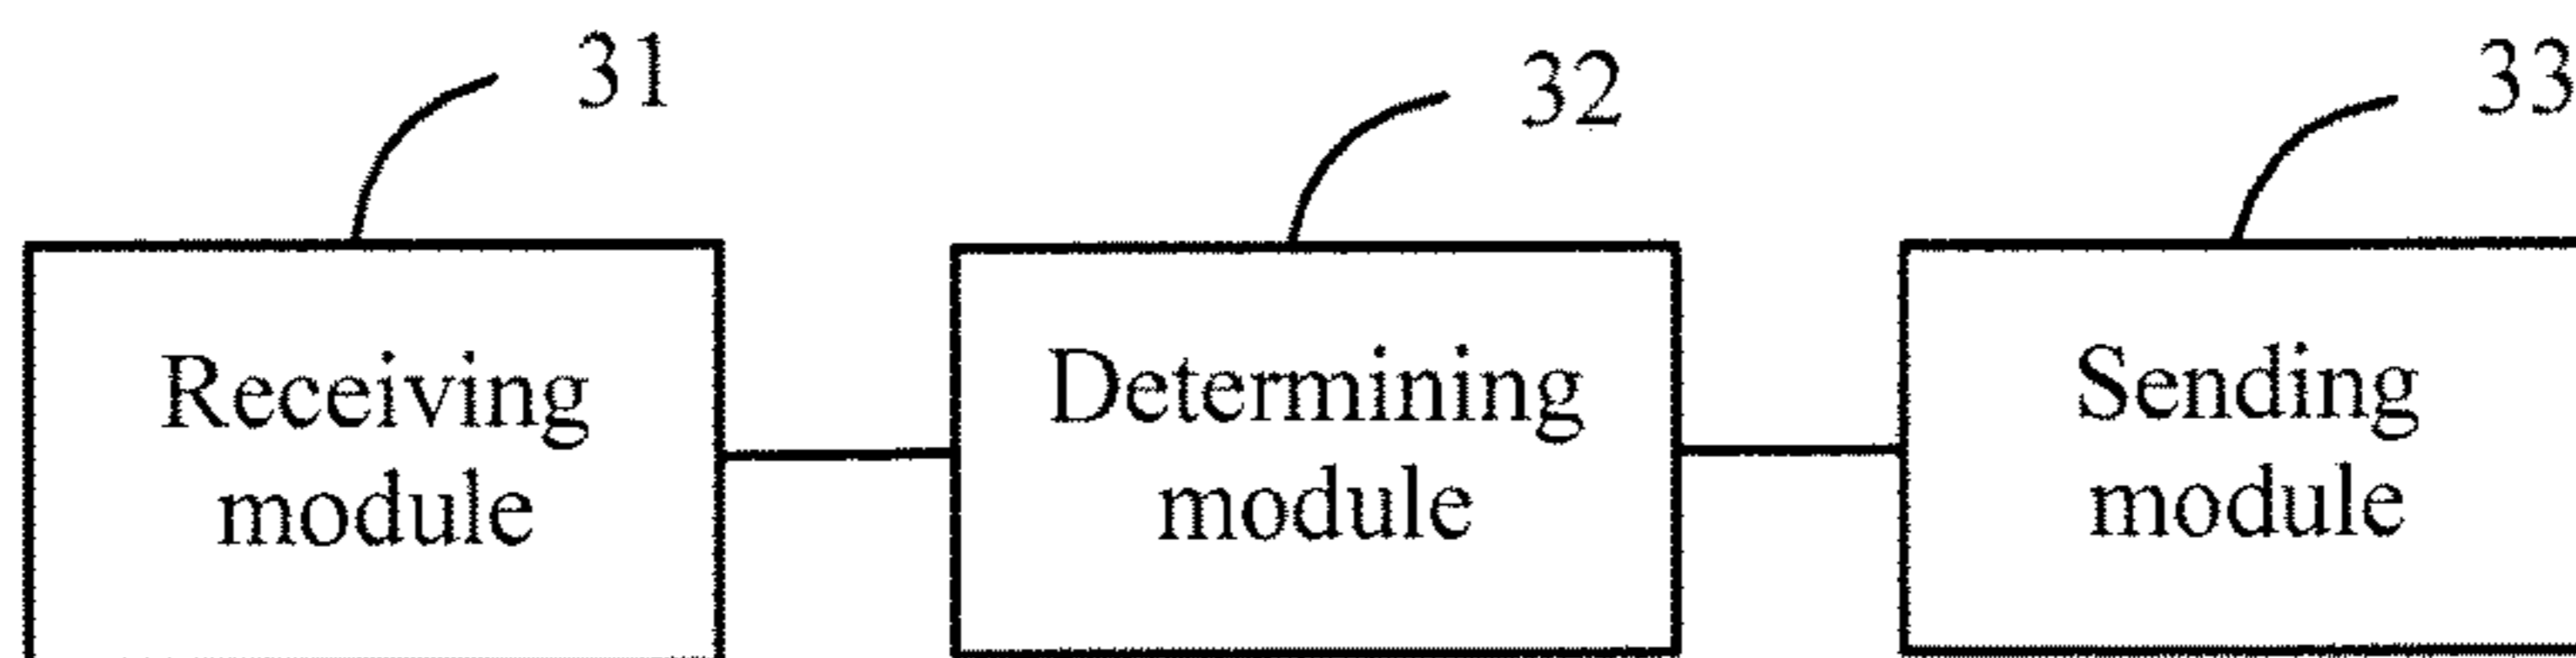 31
32
33
Receiving
module
Determining
module
Sending
module